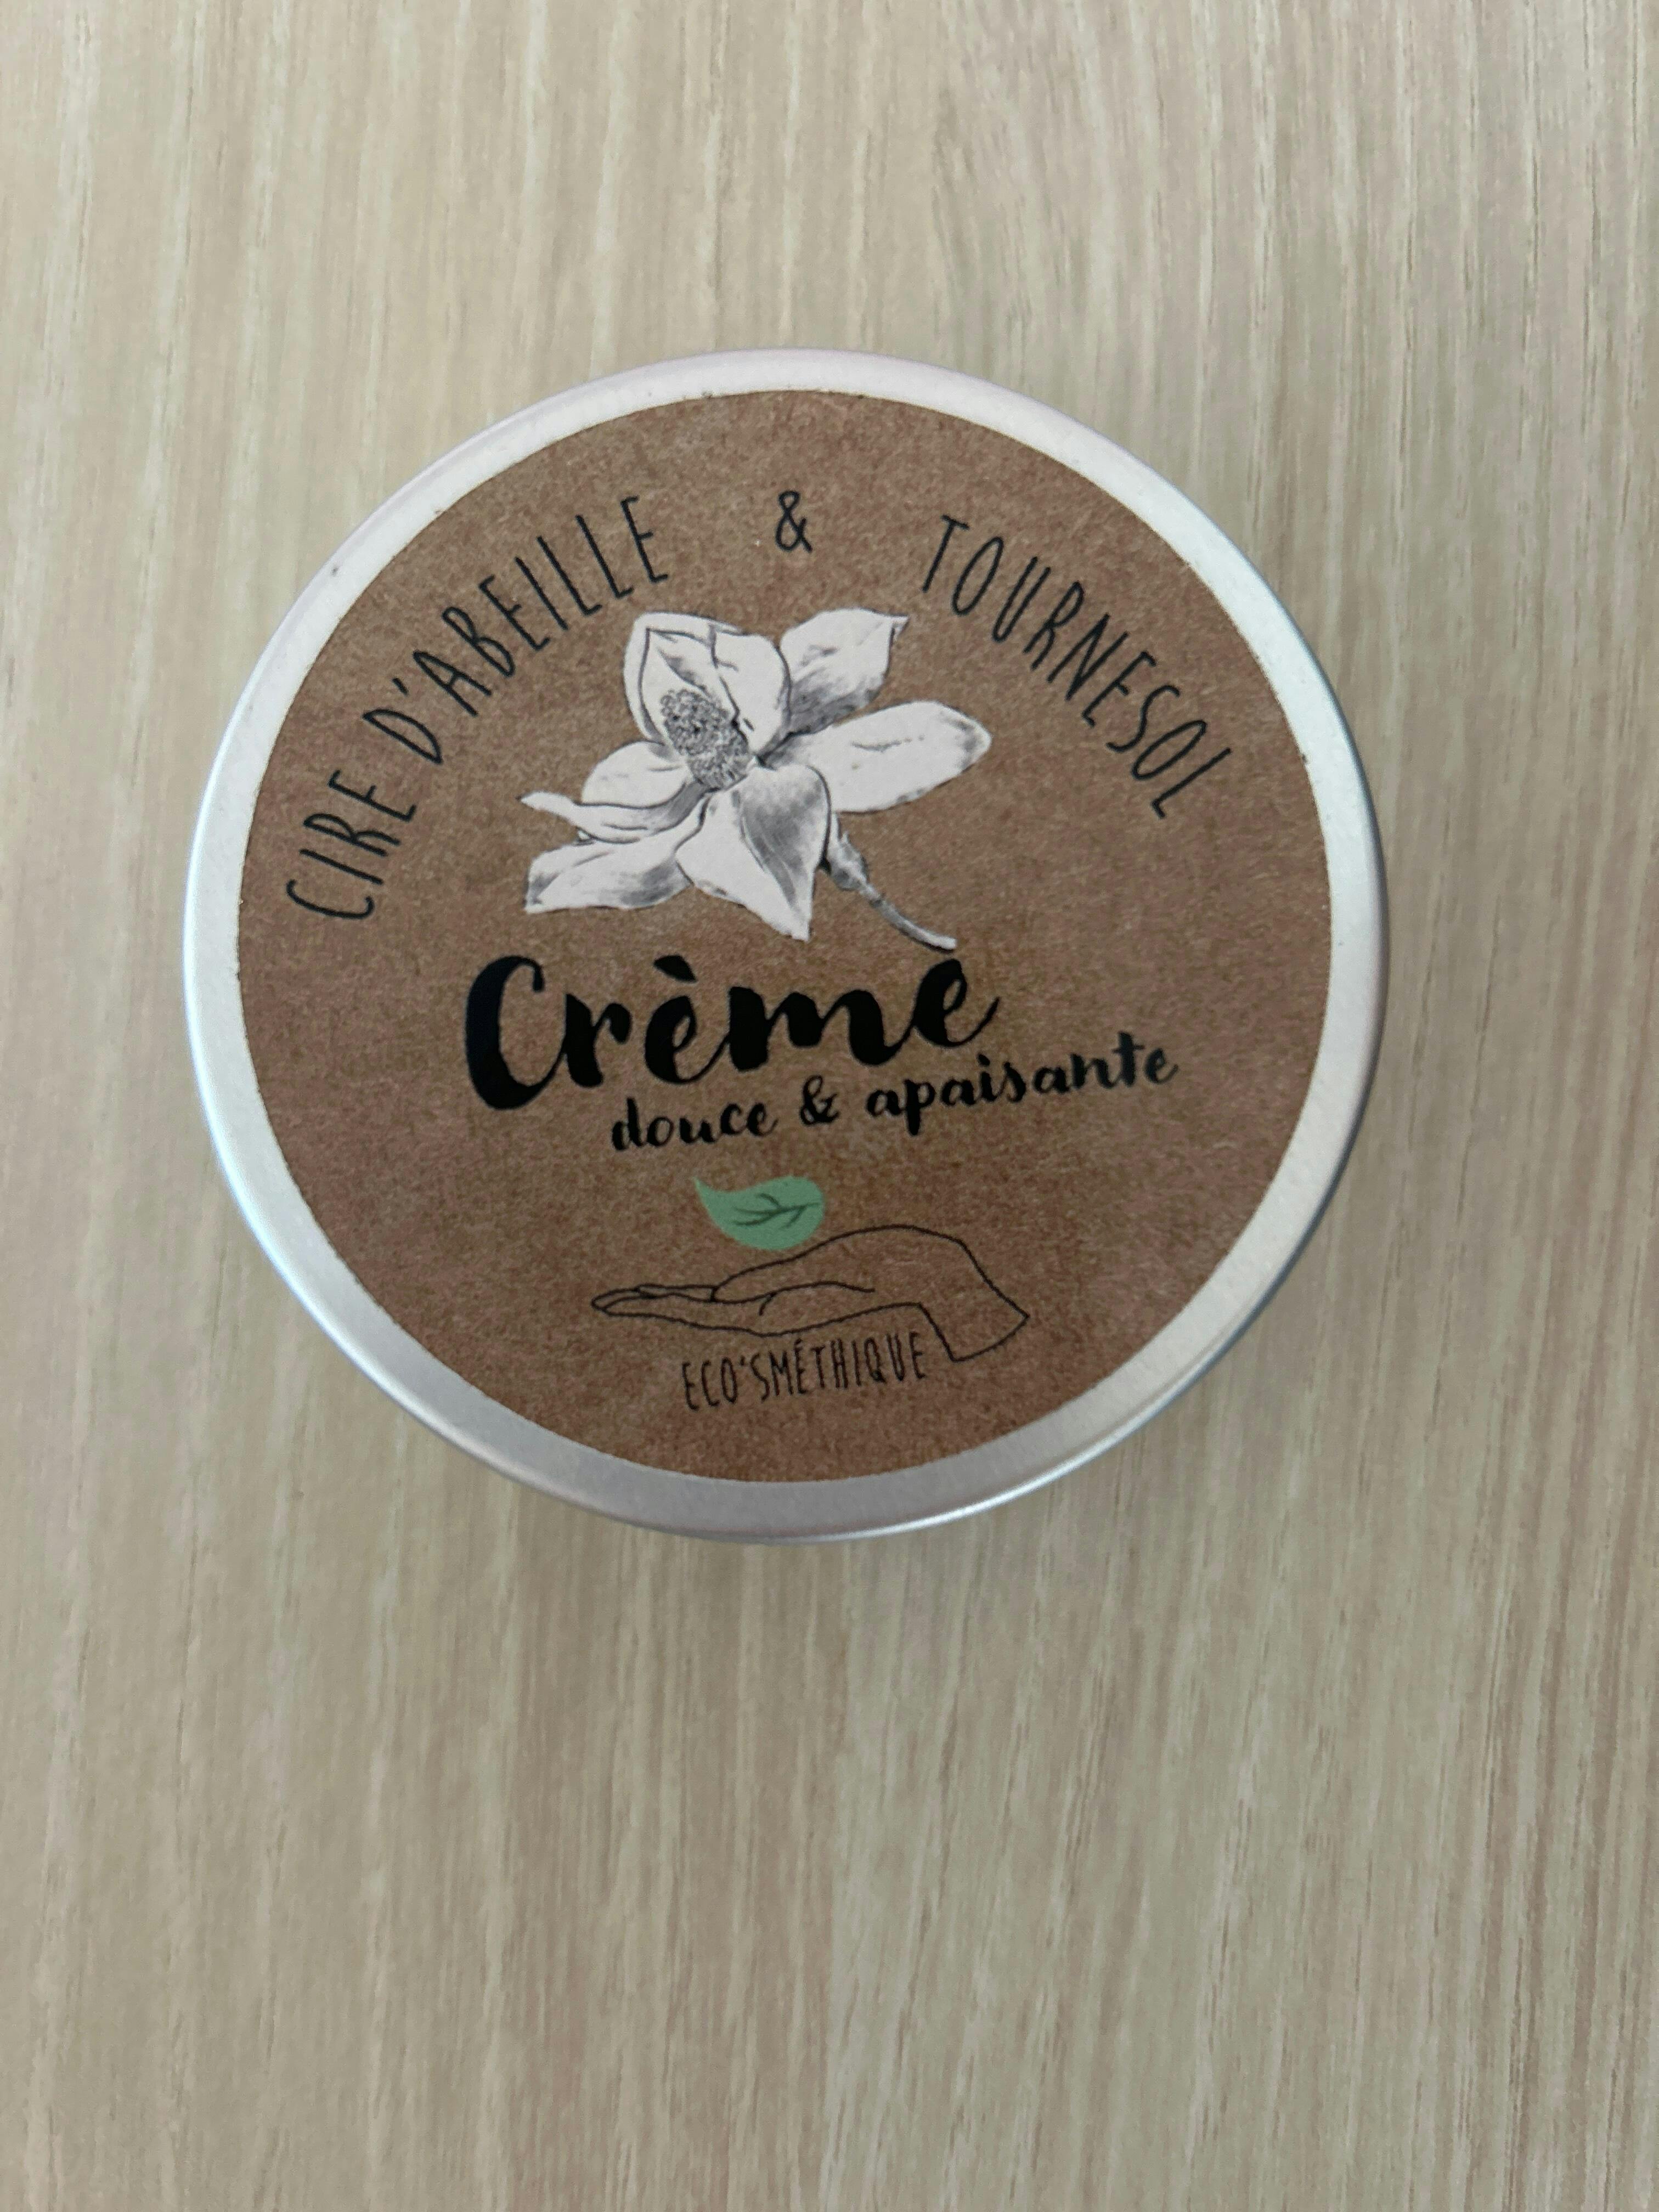 CIRE D'ABEILLE & TOURNESOL
Crème
douce & apaisante
ECO'SMÉTHIQUE